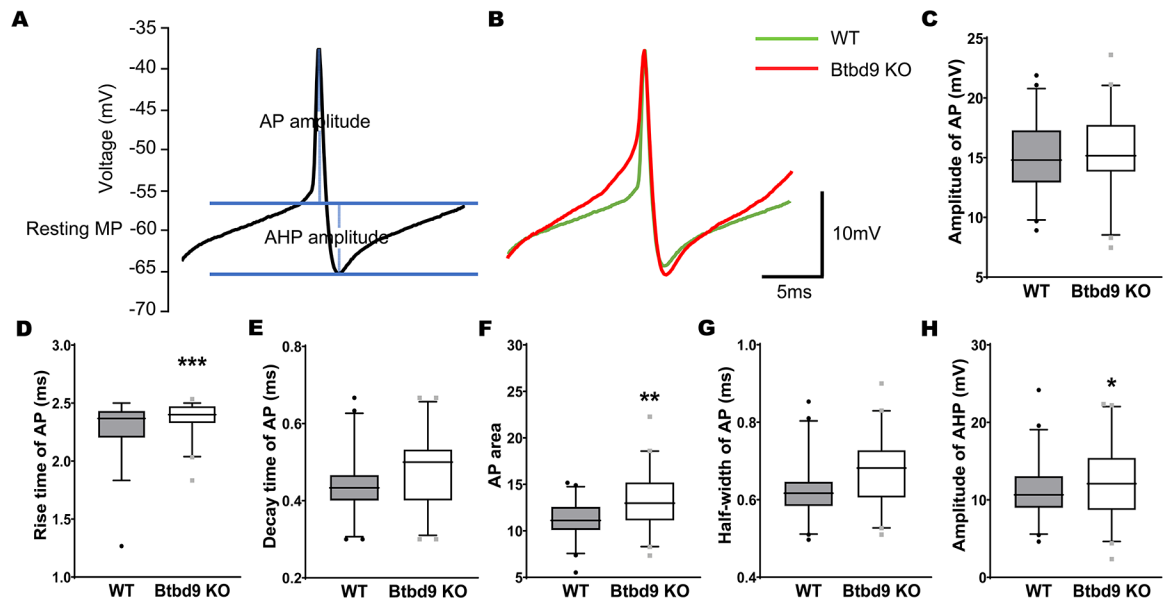 A
-35
-40
-45
-50
-55
-60
-65
-70
Voltage (mV)
Resting MP
AP amplitude
AHP amplitude
B
WT
Btbd9 KO
10mV
5ms
C
Amplitude of AP (mV)
25
20
15
10
5
WT
Btbd9 KO
D
Rise time of AP (ms)
3.0
2.5
2.0
1.5
1.0
***
WT
Btbd9 KO
E
Decay time of AP (ms)
0.8
0.6
0.4
0.2
WT
Btbd9 KO
F
AP area
30
25
20
15
10
5
**
WT
Btbd9 KO
G
Half-width of AP (ms)
1.0
0.8
0.6
0.4
WT
Btbd9 KO
H
Amplitude of AHP (mV)
30
20
10
0
*
WT
Btbd9 KO